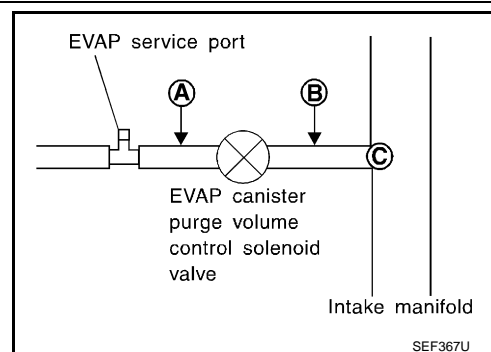 EVAP service port
A
B
C
EVAP canister
purge volume
control solenoid
valve
Intake manifold
SEF367U